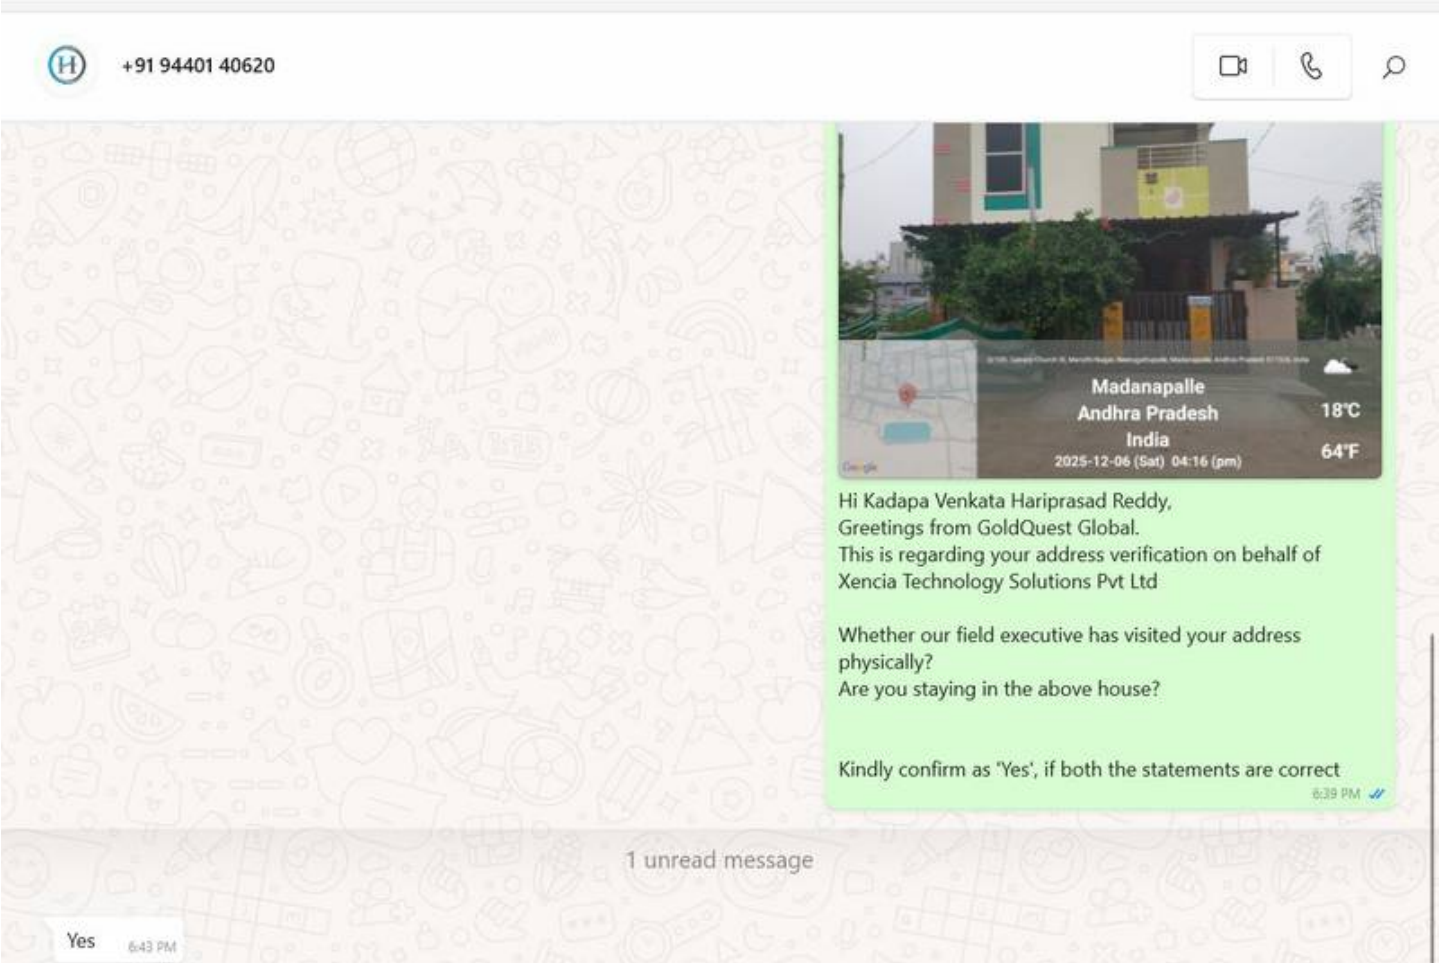 +91 94401 40620
Madanapalle
Andhra Pradesh
India
2025-12-06 (Sat) 04:16 (pm)
18°C
64°F
Google
Hi Kadapa Venkata Hariprasad Reddy,
Greetings from GoldQuest Global.
This is regarding your address verification on behalf of
Xencia Technology Solutions Pvt Ltd
Whether our field executive has visited your address
physically?
Are you staying in the above house?
Kindly confirm as 'Yes', if both the statements are correct
6:39 PM
1 unread message
Yes
6:43 PM